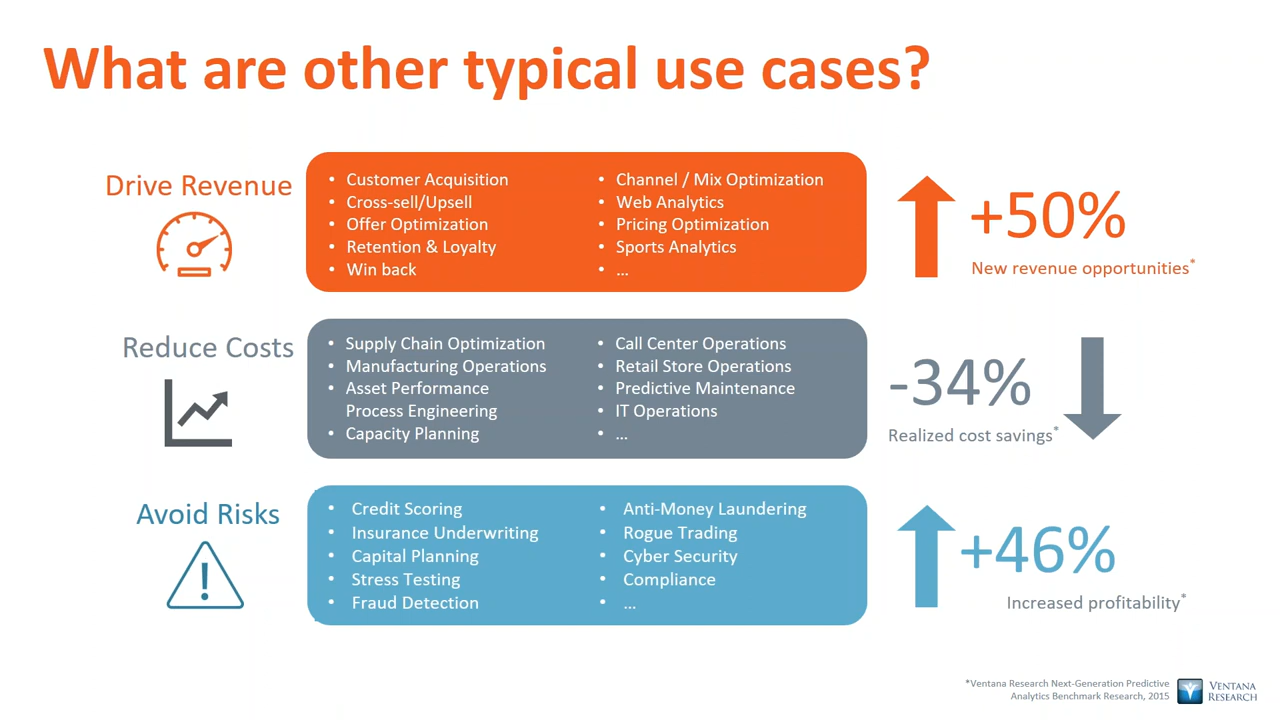 What are other typical use cases?
Drive Revenue
• Customer Acquisition
• Cross-sell/Upsell
• Offer Optimization
• Retention & Loyalty
• Win back
• Channel / Mix Optimization
• Web Analytics
• Pricing Optimization
• Sports Analytics
• ...
+50%
New revenue opportunities*
Reduce Costs
• Supply Chain Optimization
• Manufacturing Operations
• Asset Performance
Process Engineering
• Capacity Planning
• Call Center Operations
• Retail Store Operations
• Predictive Maintenance
• IT Operations
• ...
-34%
Realized cost savings*
Avoid Risks
• Credit Scoring
• Insurance Underwriting
• Capital Planning
• Stress Testing
• Fraud Detection
• Anti-Money Laundering
• Rogue Trading
• Cyber Security
• Compliance
• ...
+46%
Increased profitability*
*Ventana Research Next-Generation Predictive
Analytics Benchmark Research, 2015
VENTANA
RESEARCH